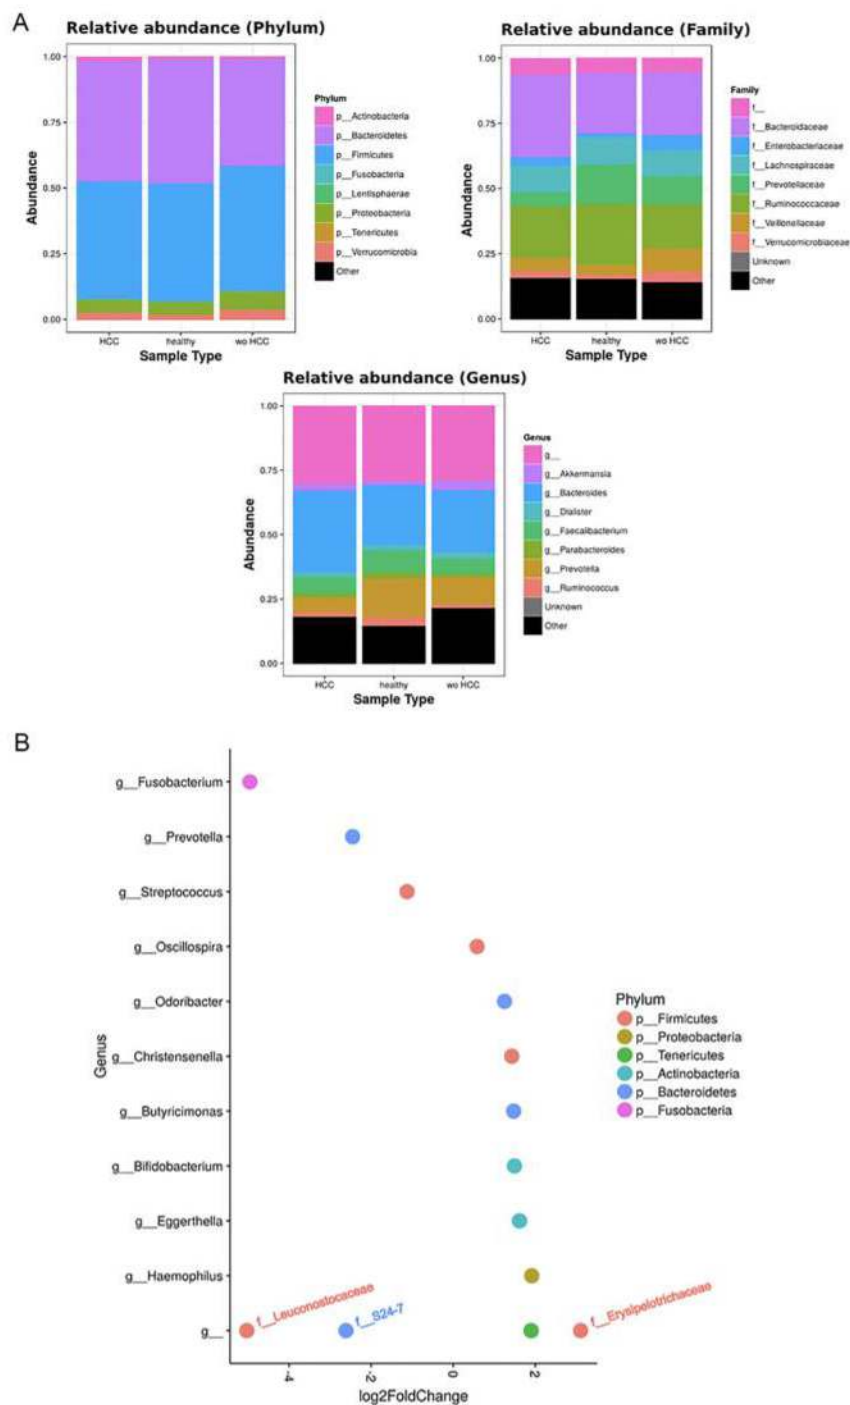 A
Relative abundance (Phylum)
1.00
0.75
0.50
0.25
0.00
Abundance
HCC healthy wo HCC
Sample Type
Phylum
p__Actinobacteria
p__Bacteroidetes
p__Firmicutes
p__Fusobacteria
p__Lentisphaerae
p__Proteobacteria
p__Tenericutes
p__Verrucomicrobia
Other
Relative abundance (Family)
1.00
0.75
0.50
0.25
0.00
Abundance
HCC healthy wo HCC
Sample Type
Family
f__
f__Bacteroidaceae
f__Enterobacteriaceae
f__Lachnospiraceae
f__Prevotellaceae
f__Ruminococcaceae
f__Veillonellaceae
f__Verrucomicrobiaceae
Unknown
Other
Relative abundance (Genus)
1.00
0.75
0.50
0.25
0.00
Abundance
HCC healthy wo HCC
Sample Type
Genus
g__
g__Akkermansia
g__Bacteroides
g__Dialister
g__Faecalibacterium
g__Parabacteroides
g__Prevotella
g__Ruminococcus
Unknown
Other
B
g__Fusobacterium
g__Prevotella
g__Streptococcus
g__Oscillospira
g__Odoribacter
g__Christensenella
g__Butyricimonas
g__Bifidobacterium
g__Eggerthella
g__Haemophilus
g__
Genus
f__Leuconostocaceae
f__S24-7
f__Erysipelotrichaceae
-4 -2 0 2
log2FoldChange
Phylum
p__Firmicutes
p__Proteobacteria
p__Tenericutes
p__Actinobacteria
p__Bacteroidetes
p__Fusobacteria